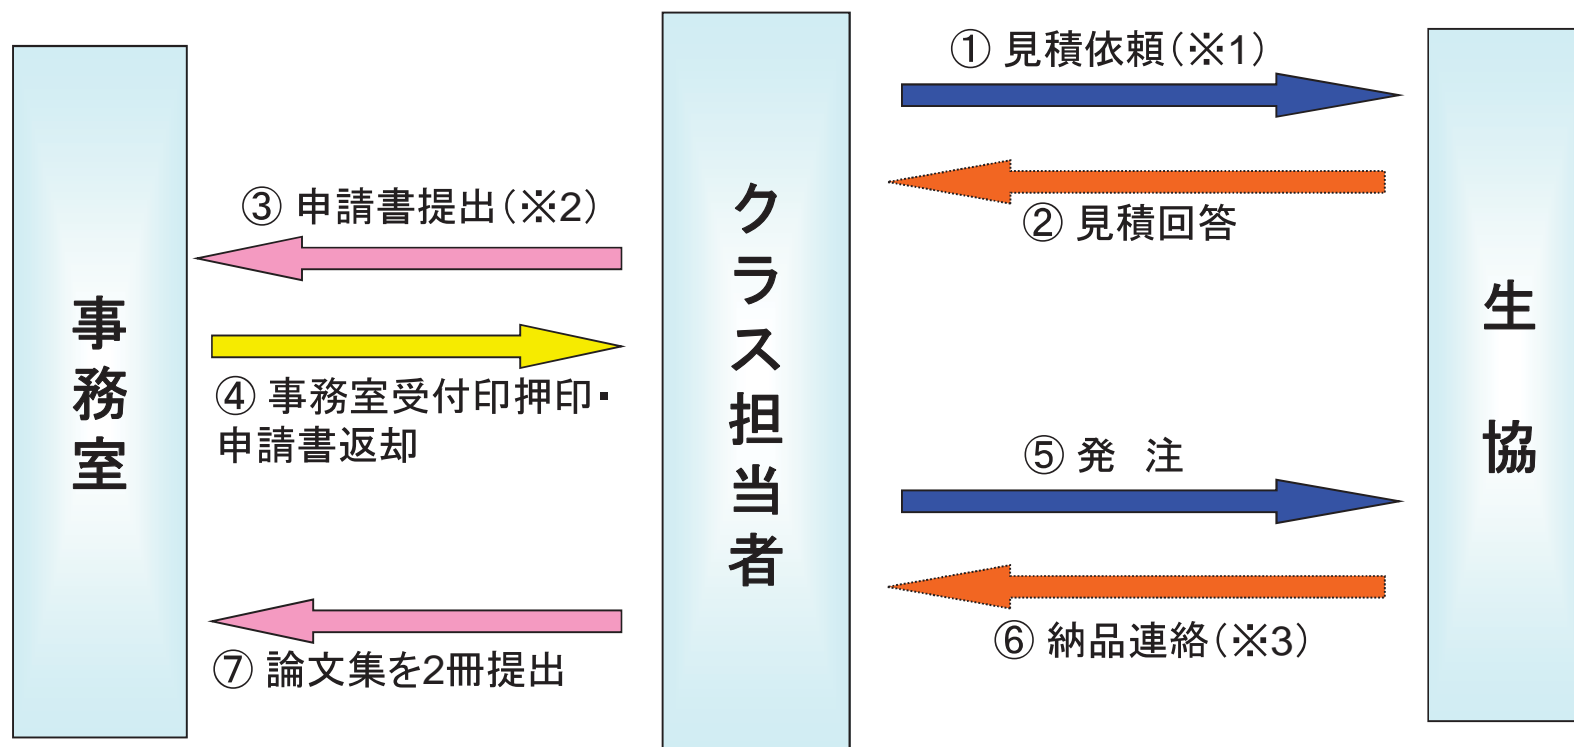 事務室
クラス担当者
生 協
① 見積依頼(※1)
② 見積回答
③ 申請書提出(※2)
④ 事務室受付印押印・
申請書返却
⑤ 発 注
⑥ 納品連絡(※3)
⑦ 論文集を2冊提出